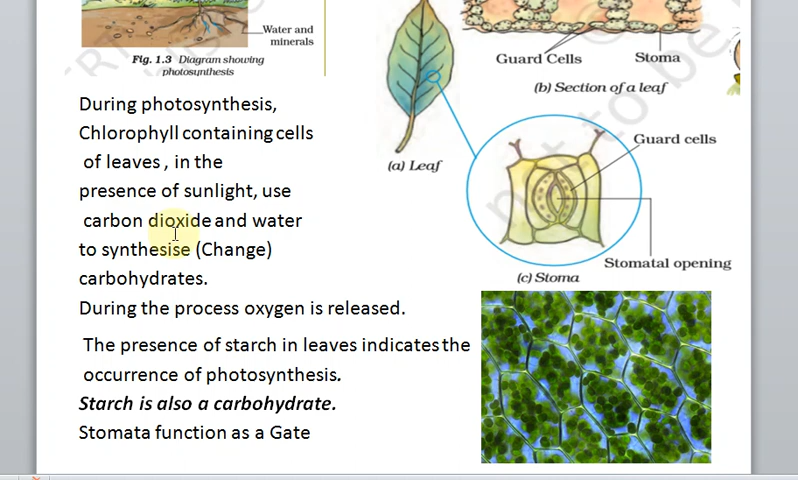 Water and
minerals
Fig. 1.3 Diagram showing
photosynthesis
During photosynthesis,
Chlorophyll containing cells
of leaves , in the
presence of sunlight, use
carbon dioxide and water
to synthesise (Change)
carbohydrates.
During the process oxygen is released.
The presence of starch in leaves indicates the
occurrence of photosynthesis.
Starch is also a carbohydrate.
Stomata function as a Gate
Guard Cells
Stoma
(b) Section of a leaf
(a) Leaf
Guard cells
Stomatal opening
(c) Stoma
not to be